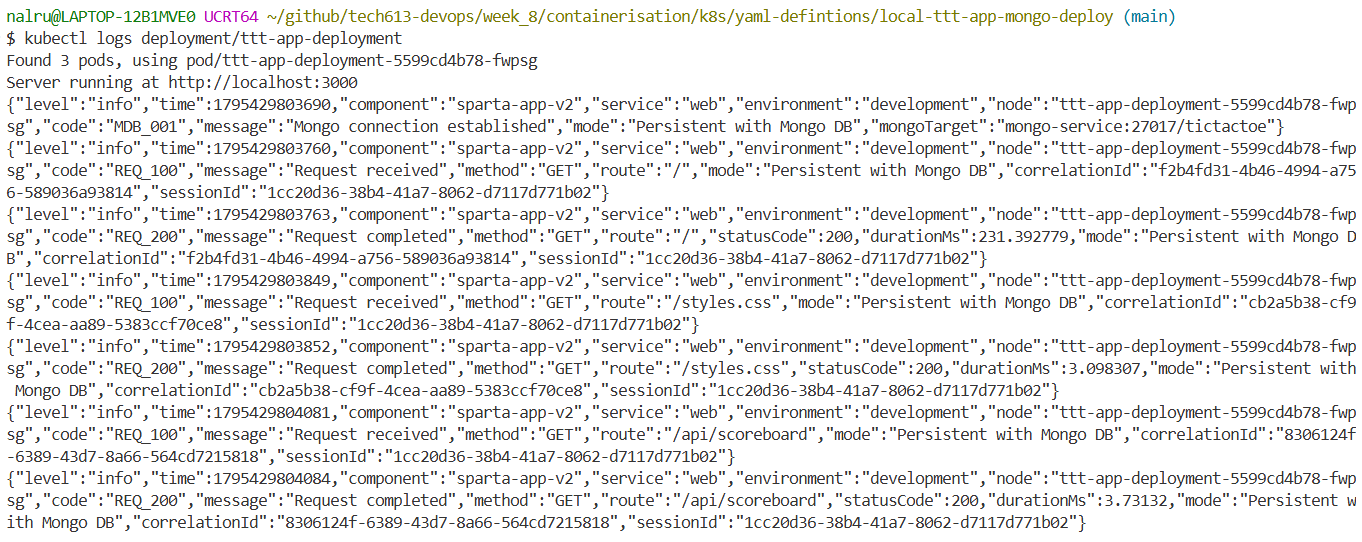 nalru@LAPTOP-12B1MVE0 UCRT64 ~/github/tech613-devops/week_8/containerisation/k8s/yaml-defintions/local-ttt-app-mongo-deploy (main)
$ kubectl logs deployment/ttt-app-deployment
Found 3 pods, using pod/ttt-app-deployment-5599cd4b78-fwpsg
Server running at http://localhost:3000
{"level":"info","time":1795429803690,"component":"sparta-app-v2","service":"web","environment":"development","node":"ttt-app-deployment-5599cd4b78-fwp
sg","code":"MDB_001","message":"Mongo connection established","mode":"Persistent with Mongo DB","mongoTarget":"mongo-service:27017/tictactoe"}
{"level":"info","time":1795429803760,"component":"sparta-app-v2","service":"web","environment":"development","node":"ttt-app-deployment-5599cd4b78-fwp
sg","code":"REQ_100","message":"Request received","method":"GET","route":"/","mode":"Persistent with Mongo DB","correlationId":"f2b4fd31-4b46-4994-a75
6-589036a93814","sessionId":"1cc20d36-38b4-41a7-8062-d7117d771b02"}
{"level":"info","time":1795429803763,"component":"sparta-app-v2","service":"web","environment":"development","node":"ttt-app-deployment-5599cd4b78-fwp
sg","code":"REQ_200","message":"Request completed","method":"GET","route":"/","statusCode":200,"durationMs":231.392779,"mode":"Persistent with Mongo D
B","correlationId":"f2b4fd31-4b46-4994-a756-589036a93814","sessionId":"1cc20d36-38b4-41a7-8062-d7117d771b02"}
{"level":"info","time":1795429803849,"component":"sparta-app-v2","service":"web","environment":"development","node":"ttt-app-deployment-5599cd4b78-fwp
sg","code":"REQ_100","message":"Request received","method":"GET","route":"/styles.css","mode":"Persistent with Mongo DB","correlationId":"cb2a5b38-cf9
f-4cea-aa89-5383ccf70ce8","sessionId":"1cc20d36-38b4-41a7-8062-d7117d771b02"}
{"level":"info","time":1795429803852,"component":"sparta-app-v2","service":"web","environment":"development","node":"ttt-app-deployment-5599cd4b78-fwp
sg","code":"REQ_200","message":"Request completed","method":"GET","route":"/styles.css","statusCode":200,"durationMs":3.098307,"mode":"Persistent with
 Mongo DB","correlationId":"cb2a5b38-cf9f-4cea-aa89-5383ccf70ce8","sessionId":"1cc20d36-38b4-41a7-8062-d7117d771b02"}
{"level":"info","time":1795429804081,"component":"sparta-app-v2","service":"web","environment":"development","node":"ttt-app-deployment-5599cd4b78-fwp
sg","code":"REQ_100","message":"Request received","method":"GET","route":"/api/scoreboard","mode":"Persistent with Mongo DB","correlationId":"8306124f
-6389-43d7-8a66-564cd7215818","sessionId":"1cc20d36-38b4-41a7-8062-d7117d771b02"}
{"level":"info","time":1795429804084,"component":"sparta-app-v2","service":"web","environment":"development","node":"ttt-app-deployment-5599cd4b78-fwp
sg","code":"REQ_200","message":"Request completed","method":"GET","route":"/api/scoreboard","statusCode":200,"durationMs":3.73132,"mode":"Persistent w
ith Mongo DB","correlationId":"8306124f-6389-43d7-8a66-564cd7215818","sessionId":"1cc20d36-38b4-41a7-8062-d7117d771b02"}